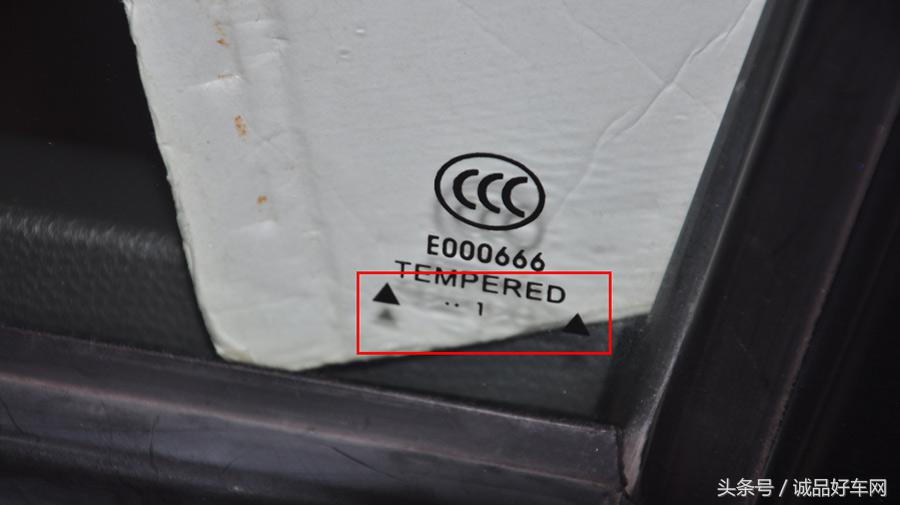 CCC
E000666
TEMPERED
▲ .. 1 ▲
头条号 / 诚品好车网